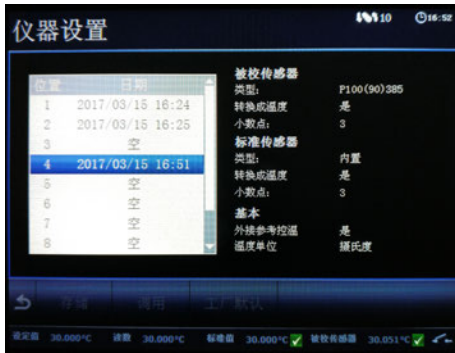 仪器设置
10 16:52
位置 日期
1 2017/03/15 16:24
2 2017/03/15 16:25
3 空
4 2017/03/15 16:51
5 空
6 空
7 空
8 空
被校传感器
类型: P100(90)385
转换成温度 是
小数点: 3
标准传感器
类型: 内置
转换成温度 是
小数点: 3
基本
外接参考控温 是
温度单位 摄氏度
存储 调用 工厂默认
设定值 30.000°C 读数 30.000°C 标准值 30.000°C 被校传感器 30.051°C